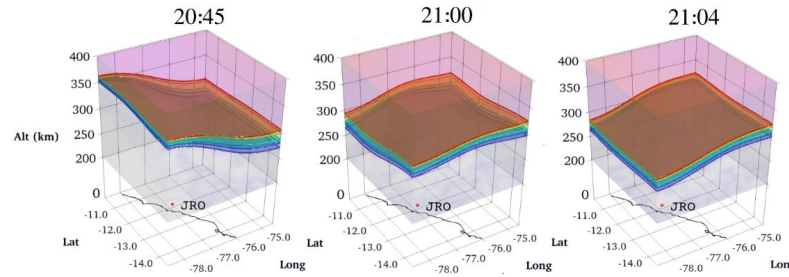 20:45 21:00 21:04
400 400 400
350 350 350
300 300 300
Alt (km) 250 250 250
200 200 200
0 0 0
JRO JRO JRO
-11.0 -11.0 -11.0
-12.0 -12.0 -12.0
-13.0 -13.0 -13.0
-14.0 -14.0 -14.0
-75.0 -75.0 -75.0
-76.0 -76.0 -76.0
-77.0 -77.0 -77.0
-78.0 -78.0 -78.0
Lat Long Lat Long Lat Lon